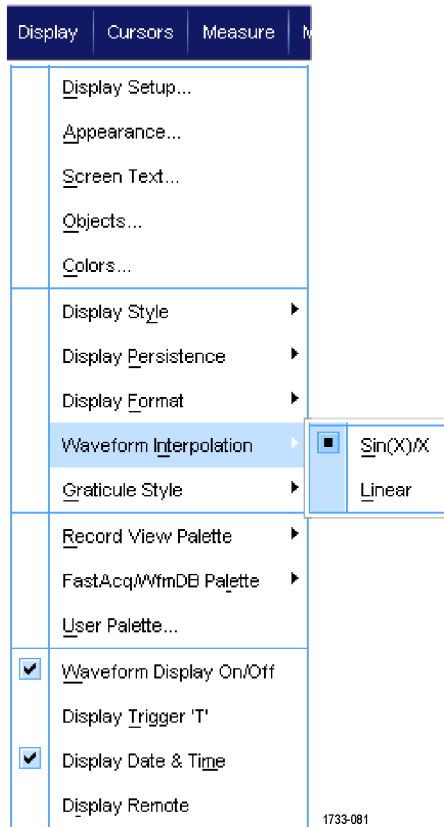 Display Cursors Measure
Display Setup...
Appearance...
Screen Text...
Objects...
Colors...
Display Style
Display Persistence
Display Format
Waveform Interpolation
Sin(X)/X
Graticule Style
Linear
Record View Palette
FastAcq/WfmDB Palette
User Palette...
Waveform Display On/Off
Display Trigger 'T'
Display Date & Time
Display Remote
1733-081